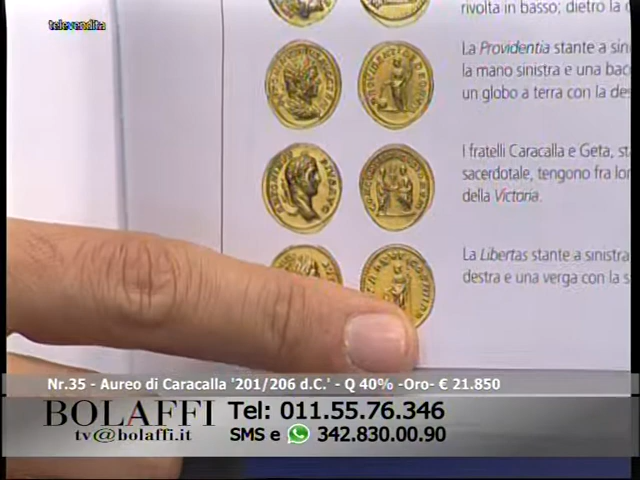 televendita
rivolta in basso; dietro la
La Providentia stante a sin
la mano sinistra e una bac
un globo a terra con la de
I fratelli Caracalla e Geta, st
sacerdotale, tengono fra lor
della Victoria.
La Libertas stante a sinistra
destra e una verga con la s
Nr.35 - Aureo di Caracalla '201/206 d.C.' - Q 40% -Oro- € 21.850
BOLAFFI
tv@bolaffi.it
Tel: 011.55.76.346
SMS e 342.830.00.90